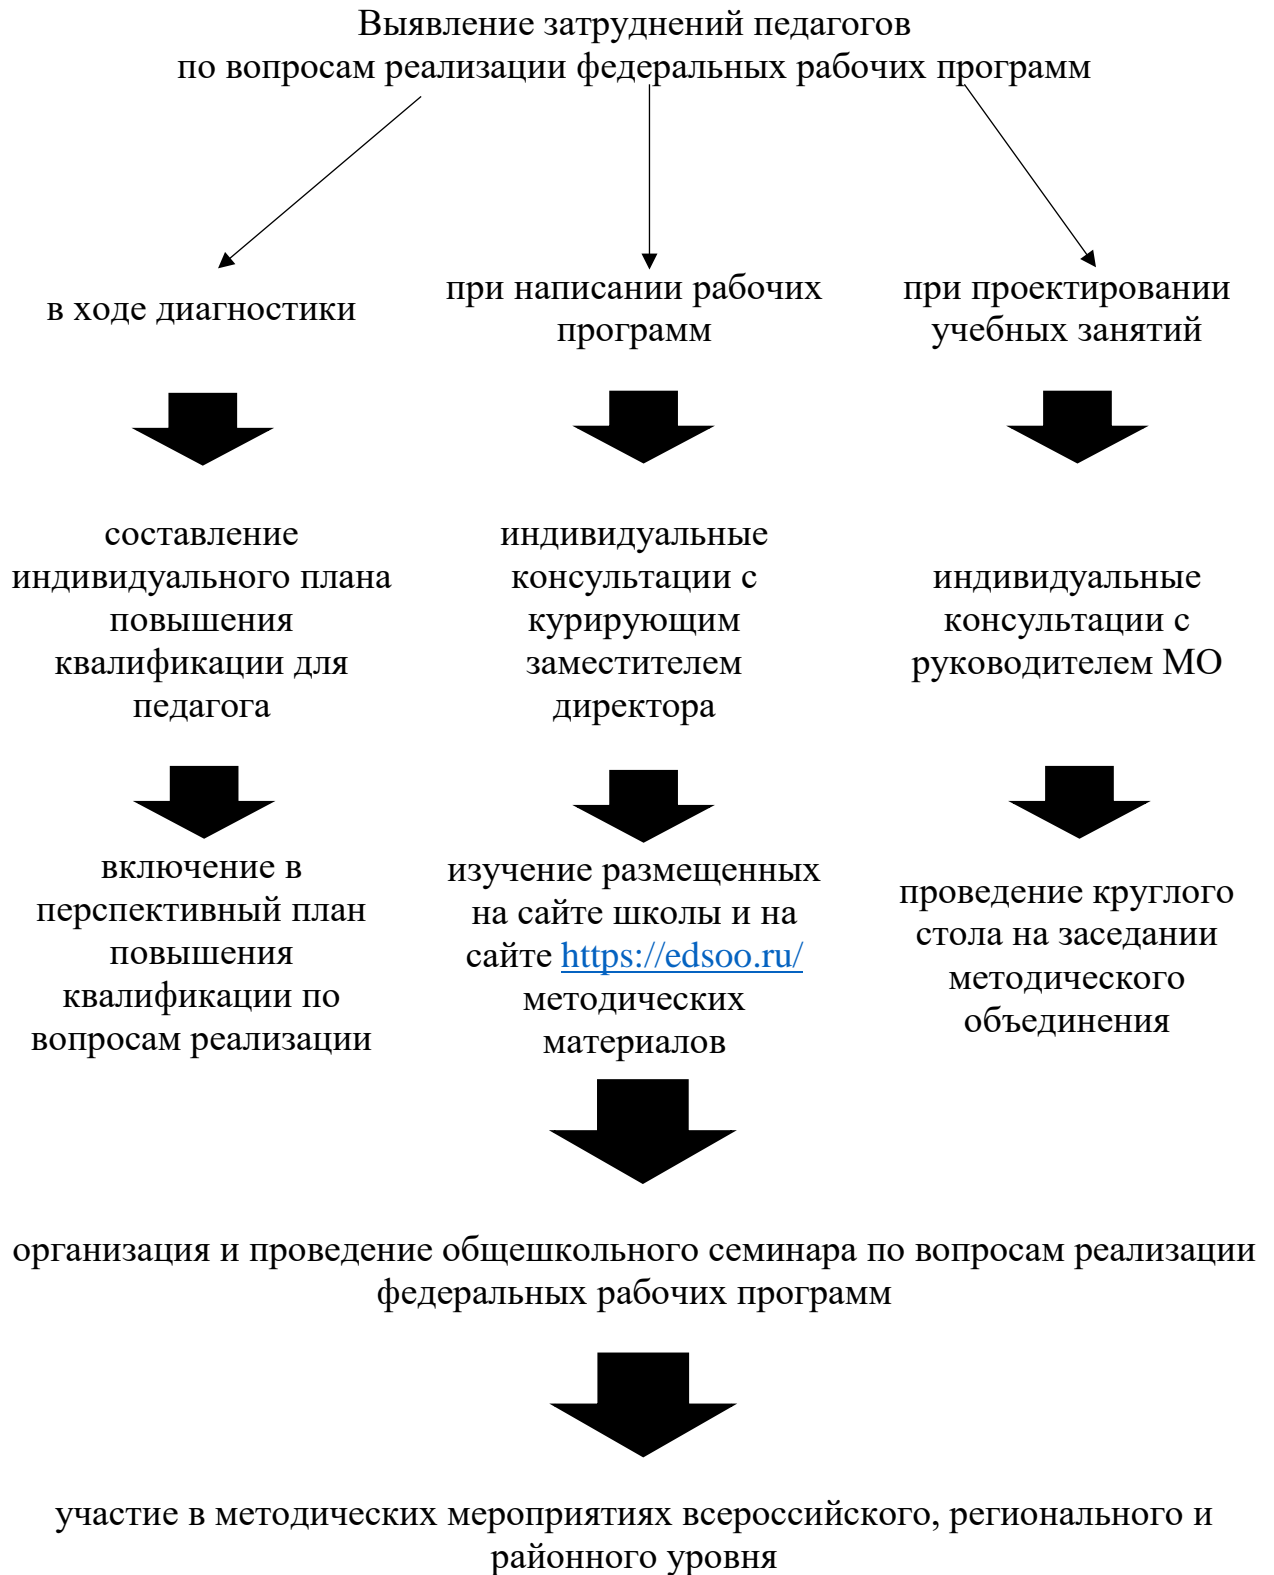 Выявление затруднений педагогов
по вопросам реализации федеральных рабочих программ
в ходе диагностики
при написании рабочих
программ
при проектировании
учебных занятий
составление
индивидуального плана
повышения
квалификации для
педагога
индивидуальные
консультации с
курирующим
заместителем
директора
индивидуальные
консультации с
руководителем МО
включение в
перспективный план
повышения
квалификации по
вопросам реализации
изучение размещенных
на сайте школы и на
сайте https://edsoo.ru/
методических
материалов
проведение круглого
стола на заседании
методического
объединения
организация и проведение общешкольного семинара по вопросам реализации
федеральных рабочих программ
участие в методических мероприятиях всероссийского, регионального и
районного уровня